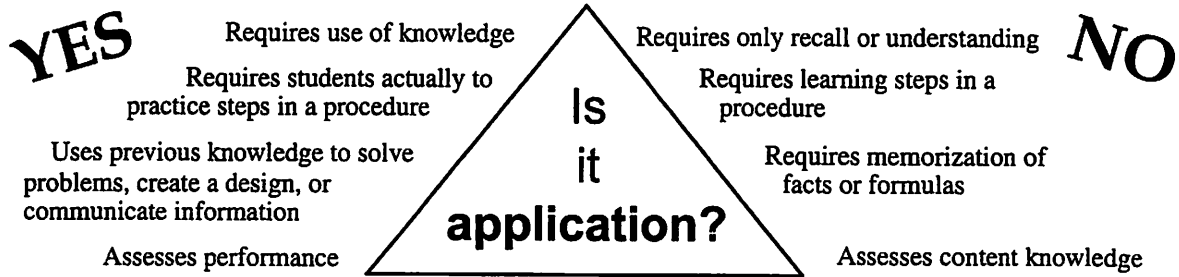 YES
Requires use of knowledge
Requires students actually to
practice steps in a procedure
Uses previous knowledge to solve
problems, create a design, or
communicate information
Assesses performance
Is
it
application?
NO
Requires only recall or understanding
Requires learning steps in a
procedure
Requires memorization of
facts or formulas
Assesses content knowledge